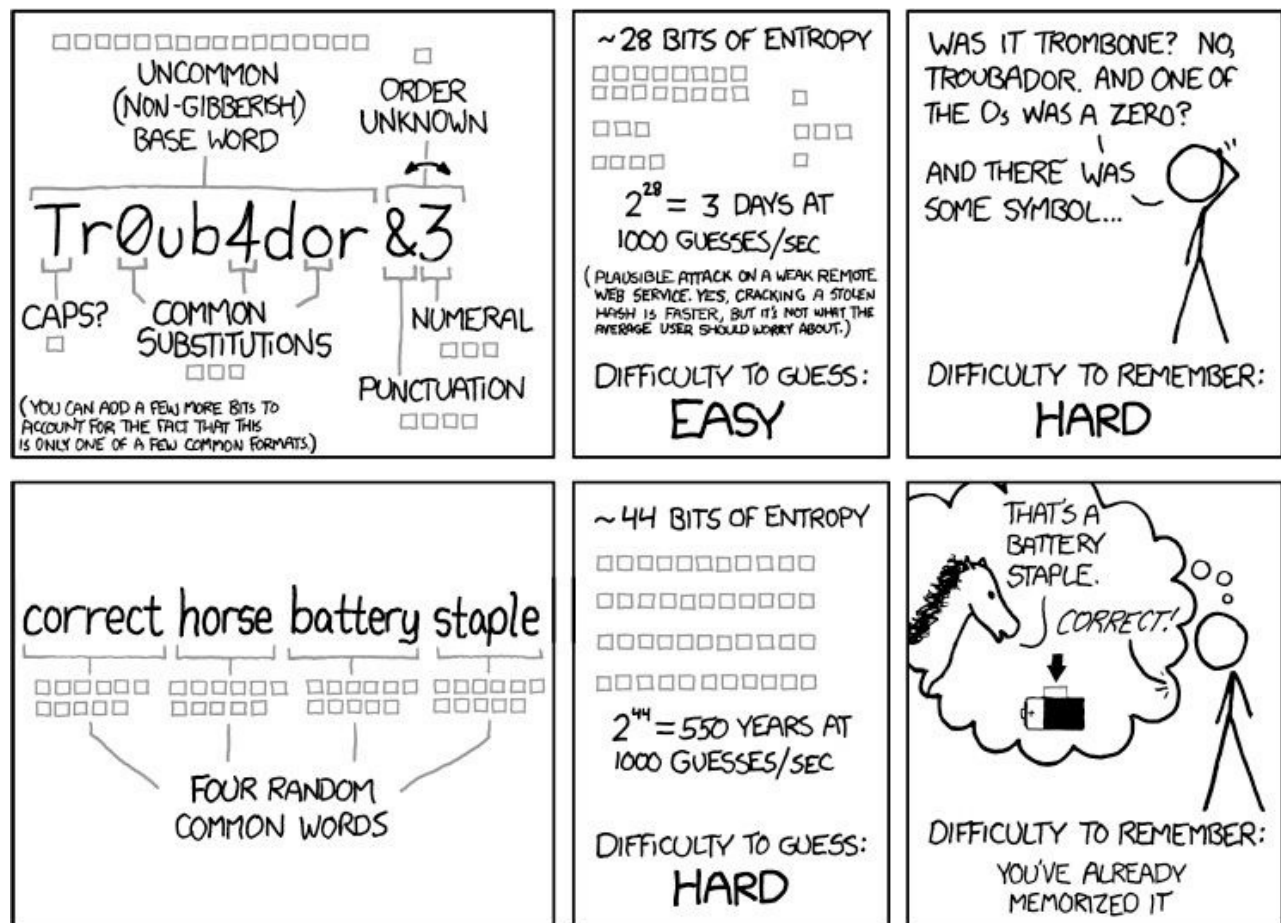 UNCOMMON
(NON-GIBBERISH)
BASE WORD
ORDER
UNKNOWN
Tr0ub4dor &3
CAPS?
COMMON
SUBSTITUTIONS
NUMERAL
PUNCTUATION
(YOU CAN ADD A FEW MORE BITS TO
ACCOUNT FOR THE FACT THAT THIS
IS ONLY ONE OF A FEW COMMON FORMATS.)
~28 BITS OF ENTROPY
2^28 = 3 DAYS AT
1000 GUESSES/SEC
(PLAUSIBLE ATTACK ON A WEAK REMOTE
WEB SERVICE. YES, CRACKING A STOLEN
HASH IS FASTER, BUT IT'S NOT WHAT THE
AVERAGE USER SHOULD WORRY ABOUT.)
DIFFICULTY TO GUESS:
EASY
WAS IT TROMBONE? NO,
TROUBADOR. AND ONE OF
THE Os WAS A ZERO?
AND THERE WAS
SOME SYMBOL...
DIFFICULTY TO REMEMBER:
HARD
correct horse battery staple
FOUR RANDOM
COMMON WORDS
~44 BITS OF ENTROPY
2^44 = 550 YEARS AT
1000 GUESSES/SEC
DIFFICULTY TO GUESS:
HARD
THAT'S A
BATTERY
STAPLE.
CORRECT!
DIFFICULTY TO REMEMBER:
YOU'VE ALREADY
MEMORIZED IT